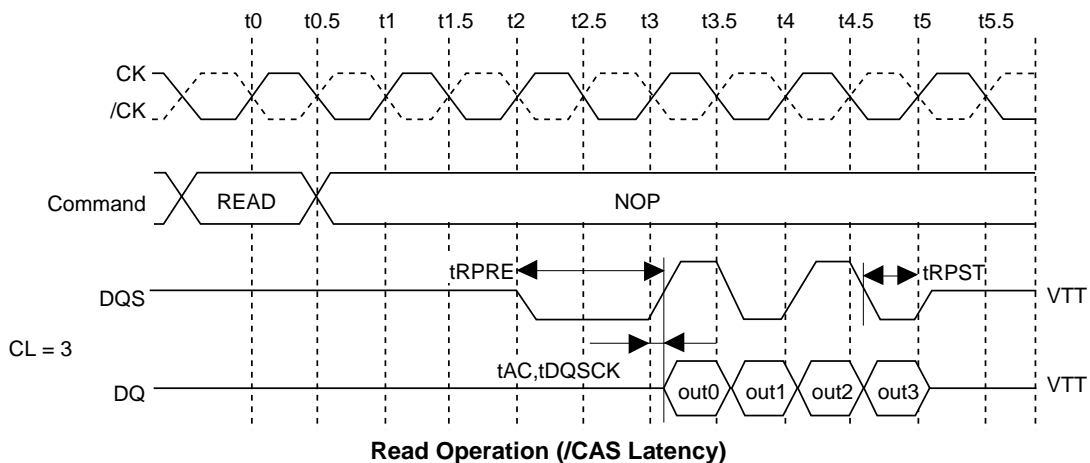 t0 t0.5 t1 t1.5 t2 t2.5 t3 t3.5 t4 t4.5 t5 t5.5
CK
/CK
Command READ NOP
tRPRE tRPST
DQS VTT
CL = 3
tAC,tDQSCK
DQ out0 out1 out2 out3 VTT
Read Operation (/CAS Latency)